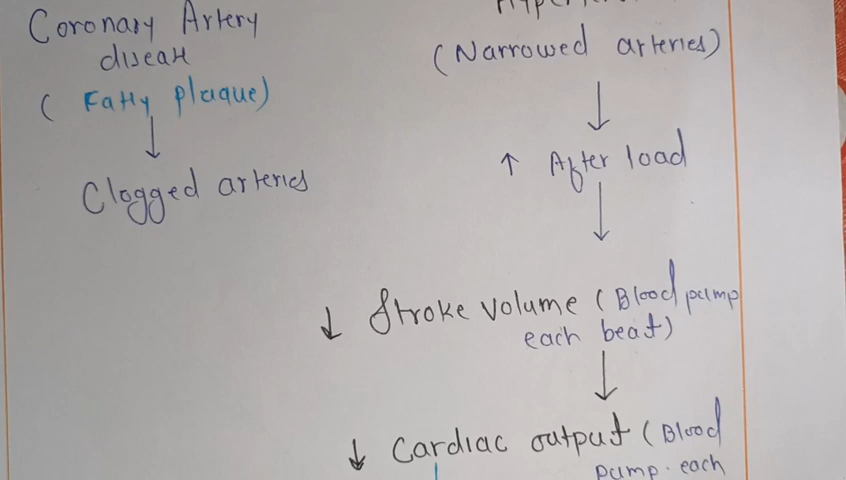 Coronary Artery
disease
( Fatty plaque)
↓
Clogged arteries
(Narrowed arteries)
↓
↑ After load
↓
↓ Stroke volume ( Blood pump
each beat)
↓
↓ Cardiac output ( Blood
pump. each